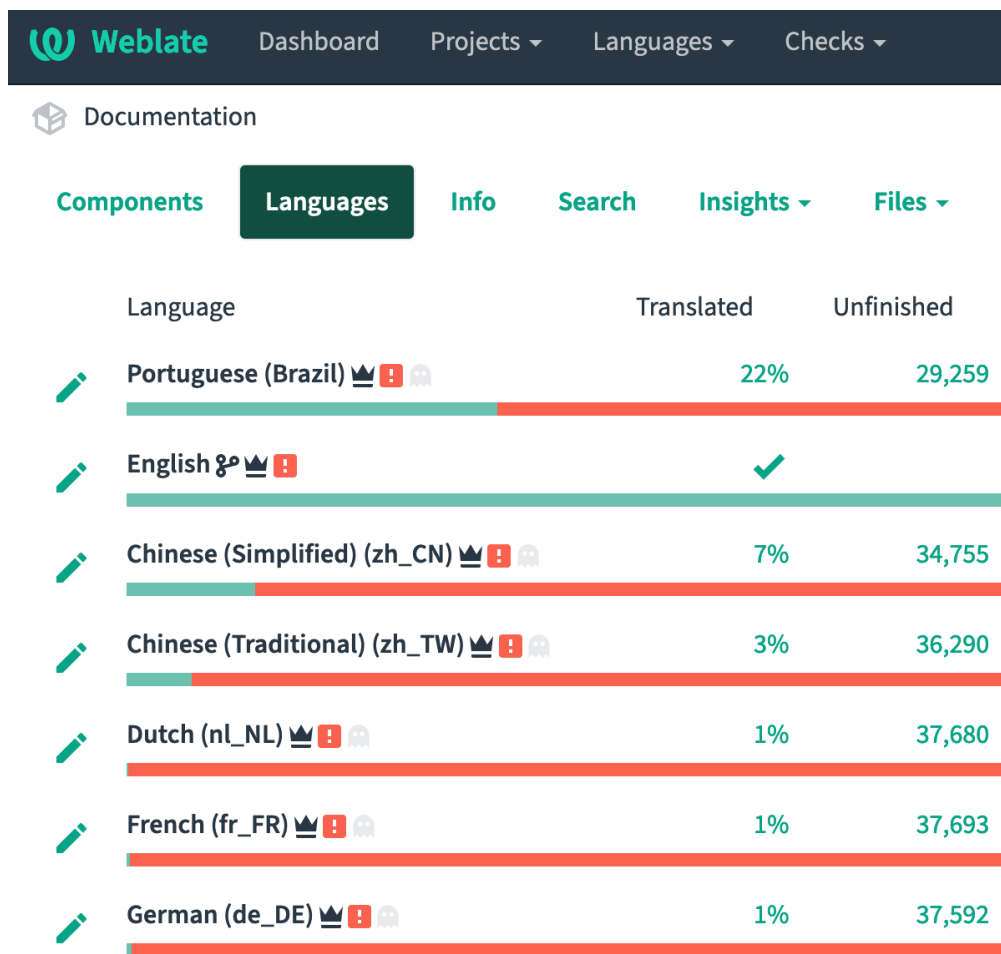 Weblate Dashboard Projects Languages Checks
Documentation
Components Languages Info Search Insights Files
Language Translated Unfinished
Portuguese (Brazil) 22% 29,259
English
Chinese (Simplified) (zh_CN) 7% 34,755
Chinese (Traditional) (zh_TW) 3% 36,290
Dutch (nl_NL) 1% 37,680
French (fr_FR) 1% 37,693
German (de_DE) 1% 37,592